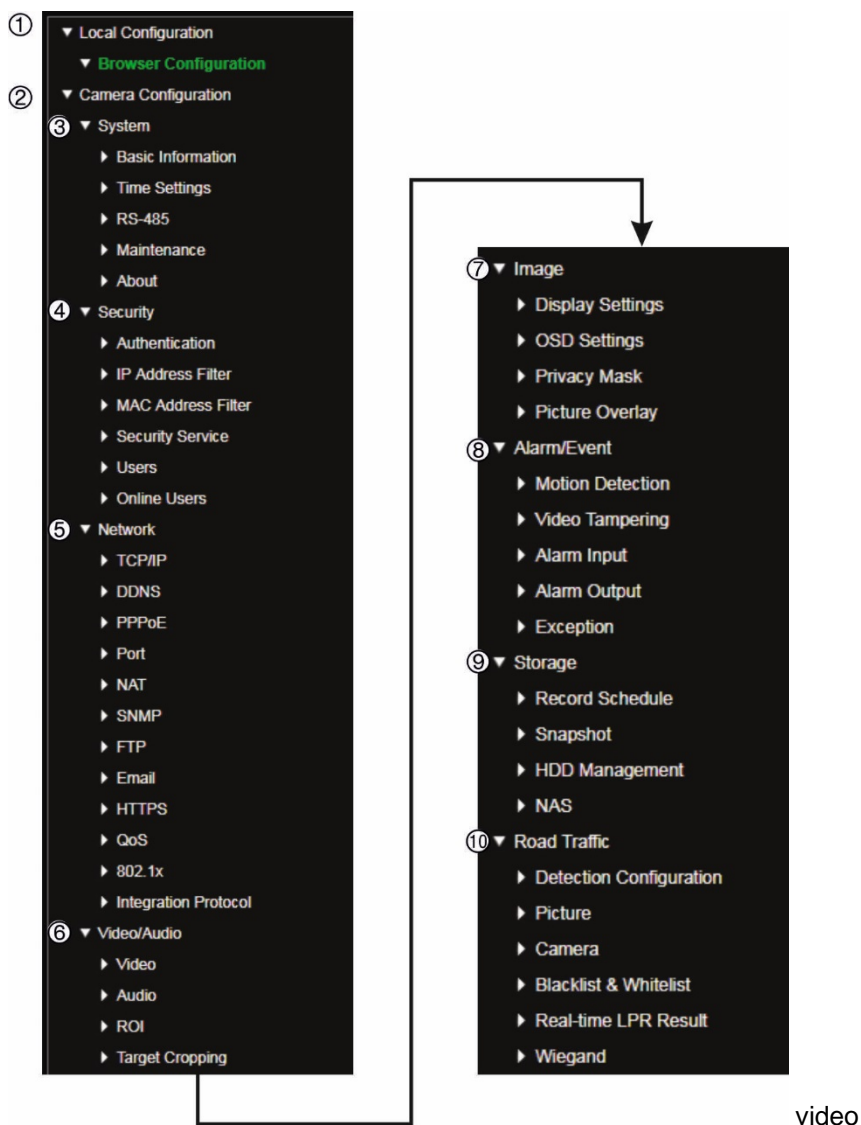 ① ▼ Local Configuration
▼ Browser Configuration
② ▼ Camera Configuration
③ ▼ System
▶ Basic Information
▶ Time Settings
▶ RS-485
▶ Maintenance
▶ About
④ ▼ Security
▶ Authentication
▶ IP Address Filter
▶ MAC Address Filter
▶ Security Service
▶ Users
▶ Online Users
⑤ ▼ Network
▶ TCP/IP
▶ DDNS
▶ PPPoE
▶ Port
▶ NAT
▶ SNMP
▶ FTP
▶ Email
▶ HTTPS
▶ QoS
▶ 802.1x
▶ Integration Protocol
⑥ ▼ Video/Audio
▶ Video
▶ Audio
▶ ROI
▶ Target Cropping
⑦ ▼ Image
▶ Display Settings
▶ OSD Settings
▶ Privacy Mask
▶ Picture Overlay
⑧ ▼ Alarm/Event
▶ Motion Detection
▶ Video Tampering
▶ Alarm Input
▶ Alarm Output
▶ Exception
⑨ ▼ Storage
▶ Record Schedule
▶ Snapshot
▶ HDD Management
▶ NAS
⑩ ▼ Road Traffic
▶ Detection Configuration
▶ Picture
▶ Camera
▶ Blacklist & Whitelist
▶ Real-time LPR Result
▶ Wiegand
video